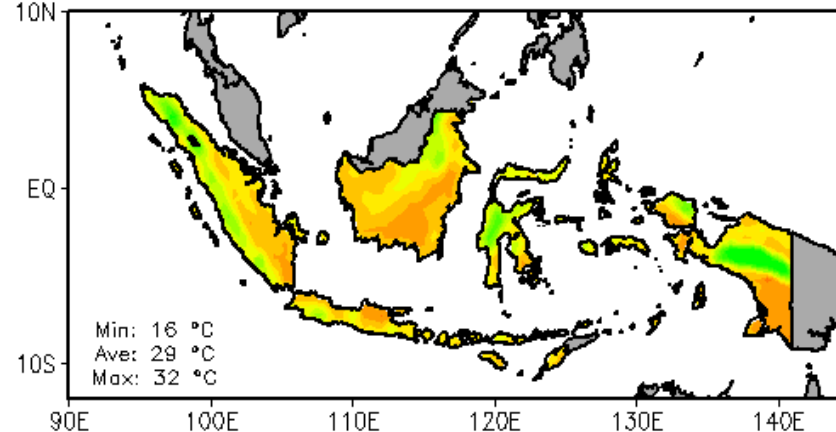 10N
EQ
10S
Min: 16 °C
Ave: 29 °C
Max: 32 °C
90E 100E 110E 120E 130E 140E